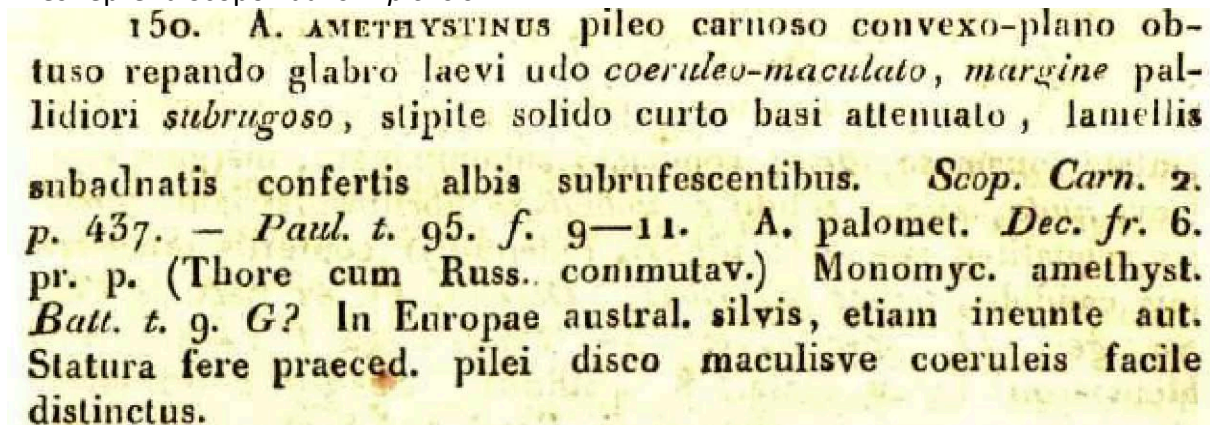 150. A. AMETHYSTINUS pileo carnoso convexo-plano ob-
tuso repando glabro laevi udo coeruleo-maculato, margine pal-
lidiori subrugoso, stipite solido curto basi attenuato, lamellis
subadnatis confertis albis subrufescentibus. Scop. Carn. 2.
p. 437. — Paul. t. 95. f. 9—11. A. palomet. Dec. fr. 6.
pr. p. (Thore cum Russ.. commutav.) Monomyc. amethyst.
Batt. t. 9. G? In Europae austral. silvis, etiam ineunte aut.
Statura fere praeced. pilei disco maculisve coeruleis facile
distinctus.